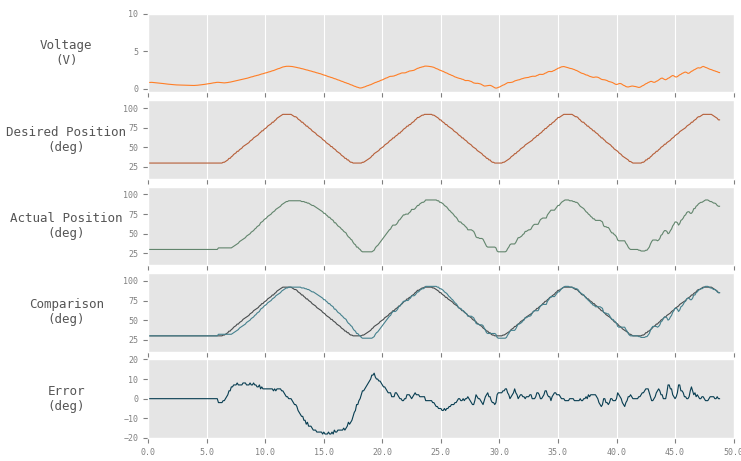 Voltage
(V)
10
5
0
Desired Position
(deg)
100
75
50
25
Actual Position
(deg)
100
75
50
25
Comparison
(deg)
100
75
50
25
Error
(deg)
20
10
0
−10
−20
0.0 5.0 10.0 15.0 20.0 25.0 30.0 35.0 40.0 45.0 50.0